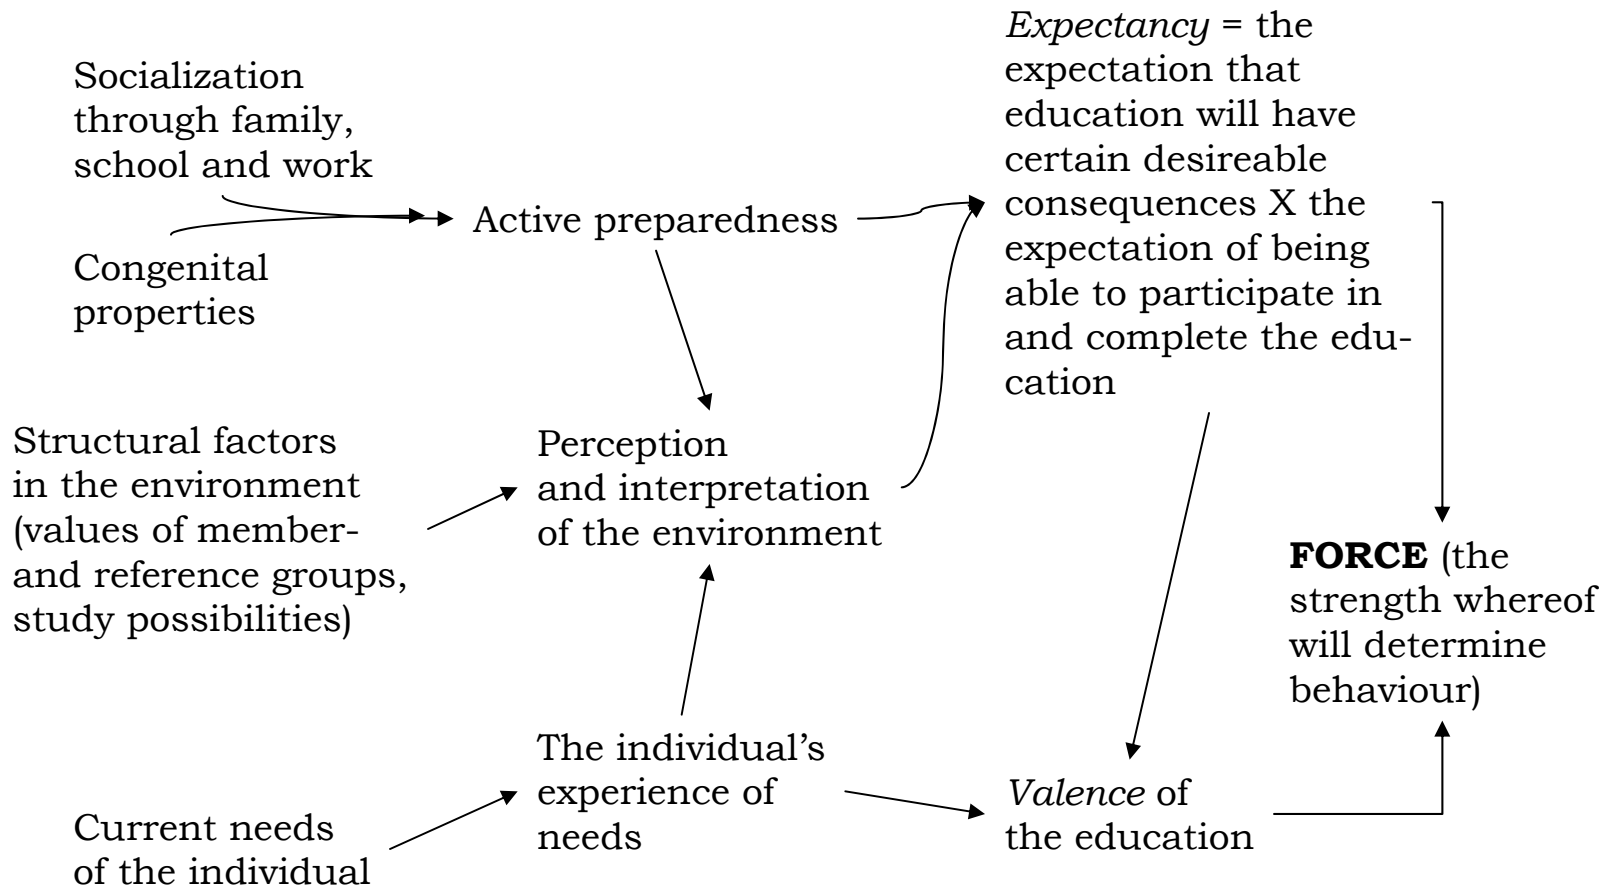 Socialization
through family,
school and work
Congenital
properties
Active preparedness
Expectancy = the
expectation that
education will have
certain desireable
consequences X the
expectation of being
able to participate in
and complete the edu-
cation
Structural factors
in the environment
(values of member-
and reference groups,
study possibilities)
Perception
and interpretation
of the environment
FORCE (the
strength whereof
will determine
behaviour)
Current needs
of the individual
The individual’s
experience of
needs
Valence of
the education